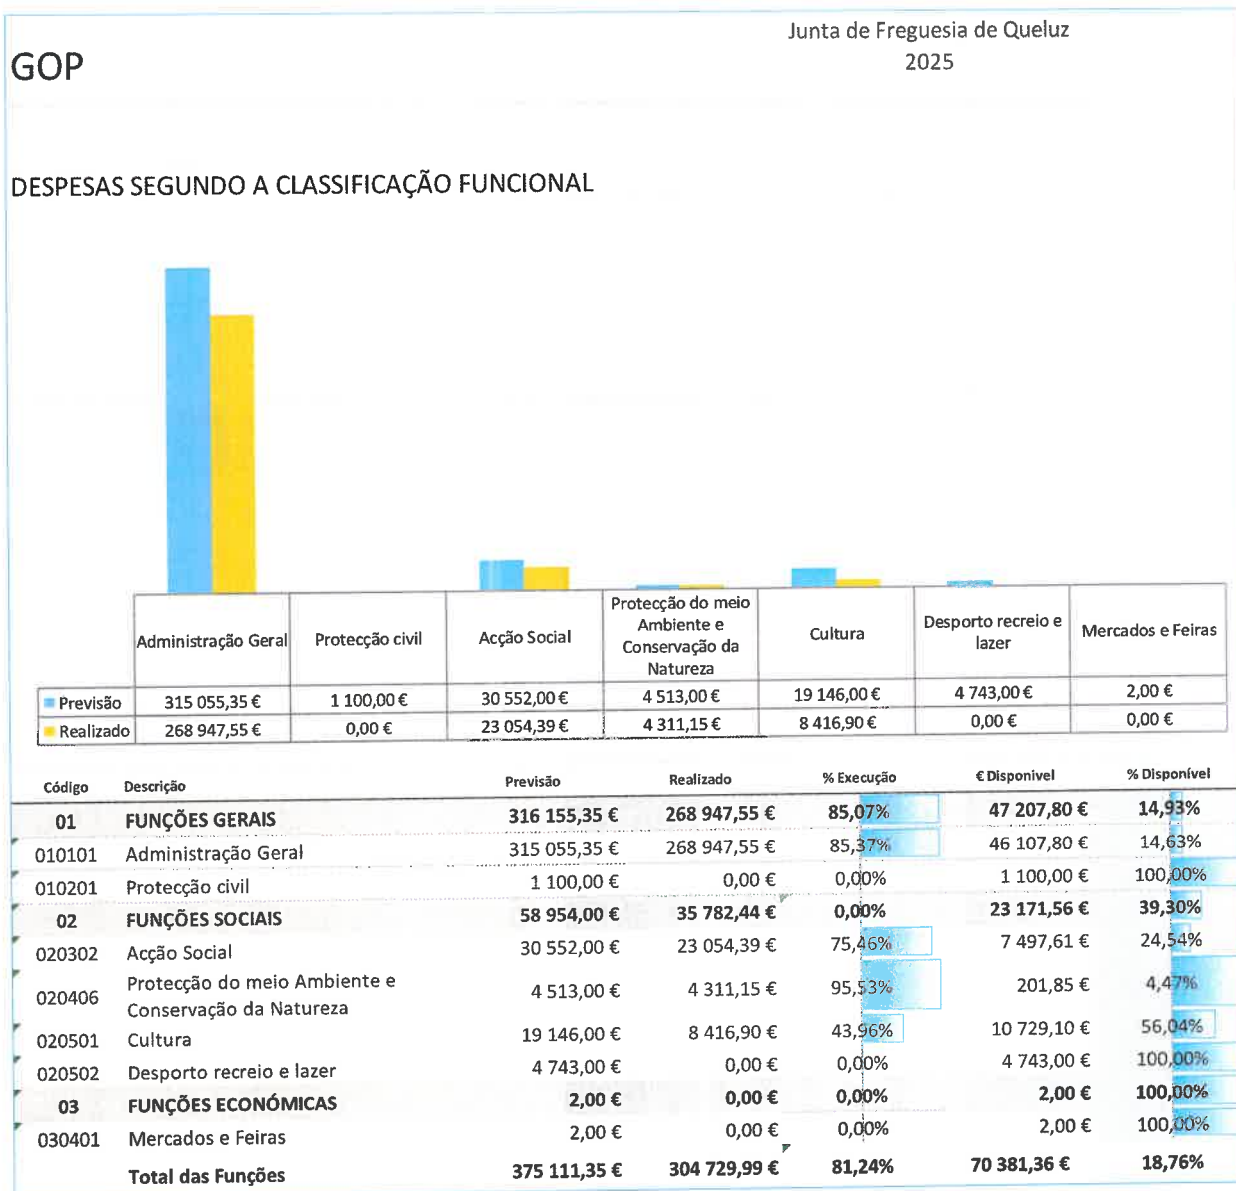 Junta de Freguesia de Queluz
2025
GOP
DESPESAS SEGUNDO A CLASSIFICAÇÃO FUNCIONAL
Administração Geral Protecção civil Acção Social Protecção do meio Ambiente e Conservação da Natureza Cultura Desporto recreio e lazer Mercados e Feiras
Previsão 315 055,35 € 1 100,00 € 30 552,00 € 4 513,00 € 19 146,00 € 4 743,00 € 2,00 €
Realizado 268 947,55 € 0,00 € 23 054,39 € 4 311,15 € 8 416,90 € 0,00 € 0,00 €
Código Descrição Previsão Realizado % Execução € Disponivel % Disponível
01 FUNÇÕES GERAIS 316 155,35 € 268 947,55 € 85,07% 47 207,80 € 14,93%
010101 Administração Geral 315 055,35 € 268 947,55 € 85,37% 46 107,80 € 14,63%
010201 Protecção civil 1 100,00 € 0,00 € 0,00% 1 100,00 € 100,00%
02 FUNÇÕES SOCIAIS 58 954,00 € 35 782,44 € 0,00% 23 171,56 € 39,30%
020302 Acção Social 30 552,00 € 23 054,39 € 75,46% 7 497,61 € 24,54%
020406 Protecção do meio Ambiente e
Conservação da Natureza 4 513,00 € 4 311,15 € 95,53% 201,85 € 4,47%
020501 Cultura 19 146,00 € 8 416,90 € 43,96% 10 729,10 € 56,04%
020502 Desporto recreio e lazer 4 743,00 € 0,00 € 0,00% 4 743,00 € 100,00%
03 FUNÇÕES ECONÓMICAS 2,00 € 0,00 € 0,00% 2,00 € 100,00%
030401 Mercados e Feiras 2,00 € 0,00 € 0,00% 2,00 € 100,00%
Total das Funções 375 111,35 € 304 729,99 € 81,24% 70 381,36 € 18,76%